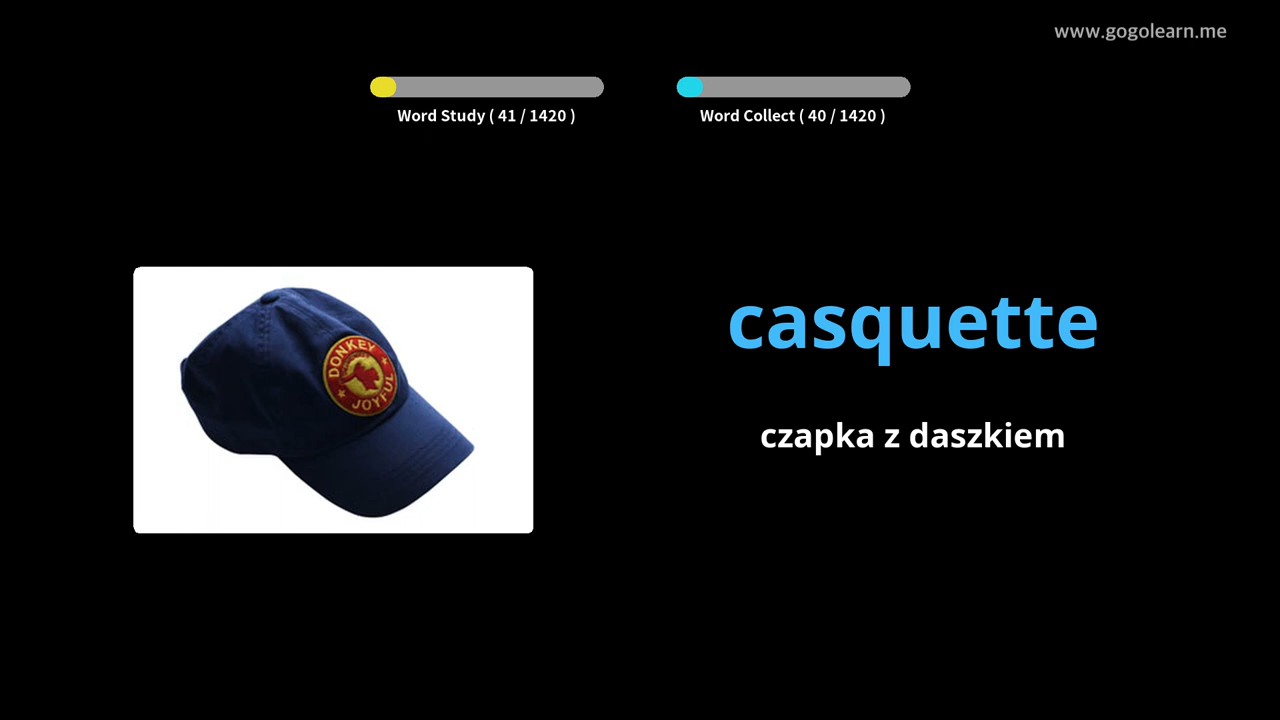 www.gogolearn.me
Word Study ( 41 / 1420 )
Word Collect ( 40 / 1420 )
DONKEY
JOYFUL
casquette
czapka z daszkiem